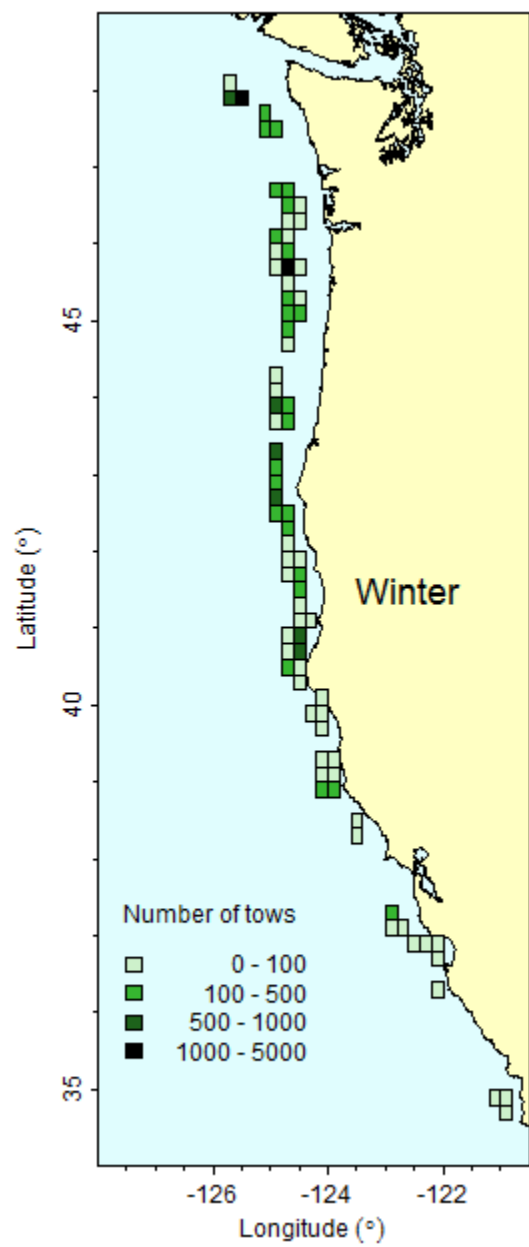 45
Winter
Latitude (°)
40
Number of tows
0 - 100
100 - 500
500 - 1000
1000 - 5000
35
-126 -124 -122
Longitude (°)